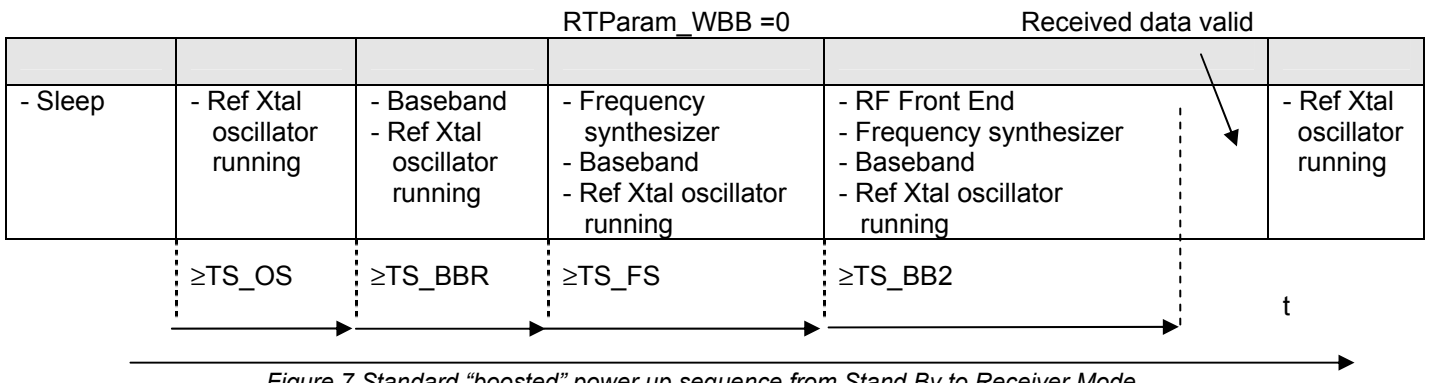 RTParam_WBB =0
Received data valid
- Sleep
- Ref Xtal
oscillator
running
- Baseband
- Ref Xtal
oscillator
running
- Frequency
synthesizer
- Baseband
- Ref Xtal oscillator
running
- RF Front End
- Frequency synthesizer
- Baseband
- Ref Xtal oscillator
running
- Ref Xtal
oscillator
running
≥TS_OS
≥TS_BBR
≥TS_FS
≥TS_BB2
t
Figure 7 Standard “boosted” power up sequence from Stand By to Receiver Mode